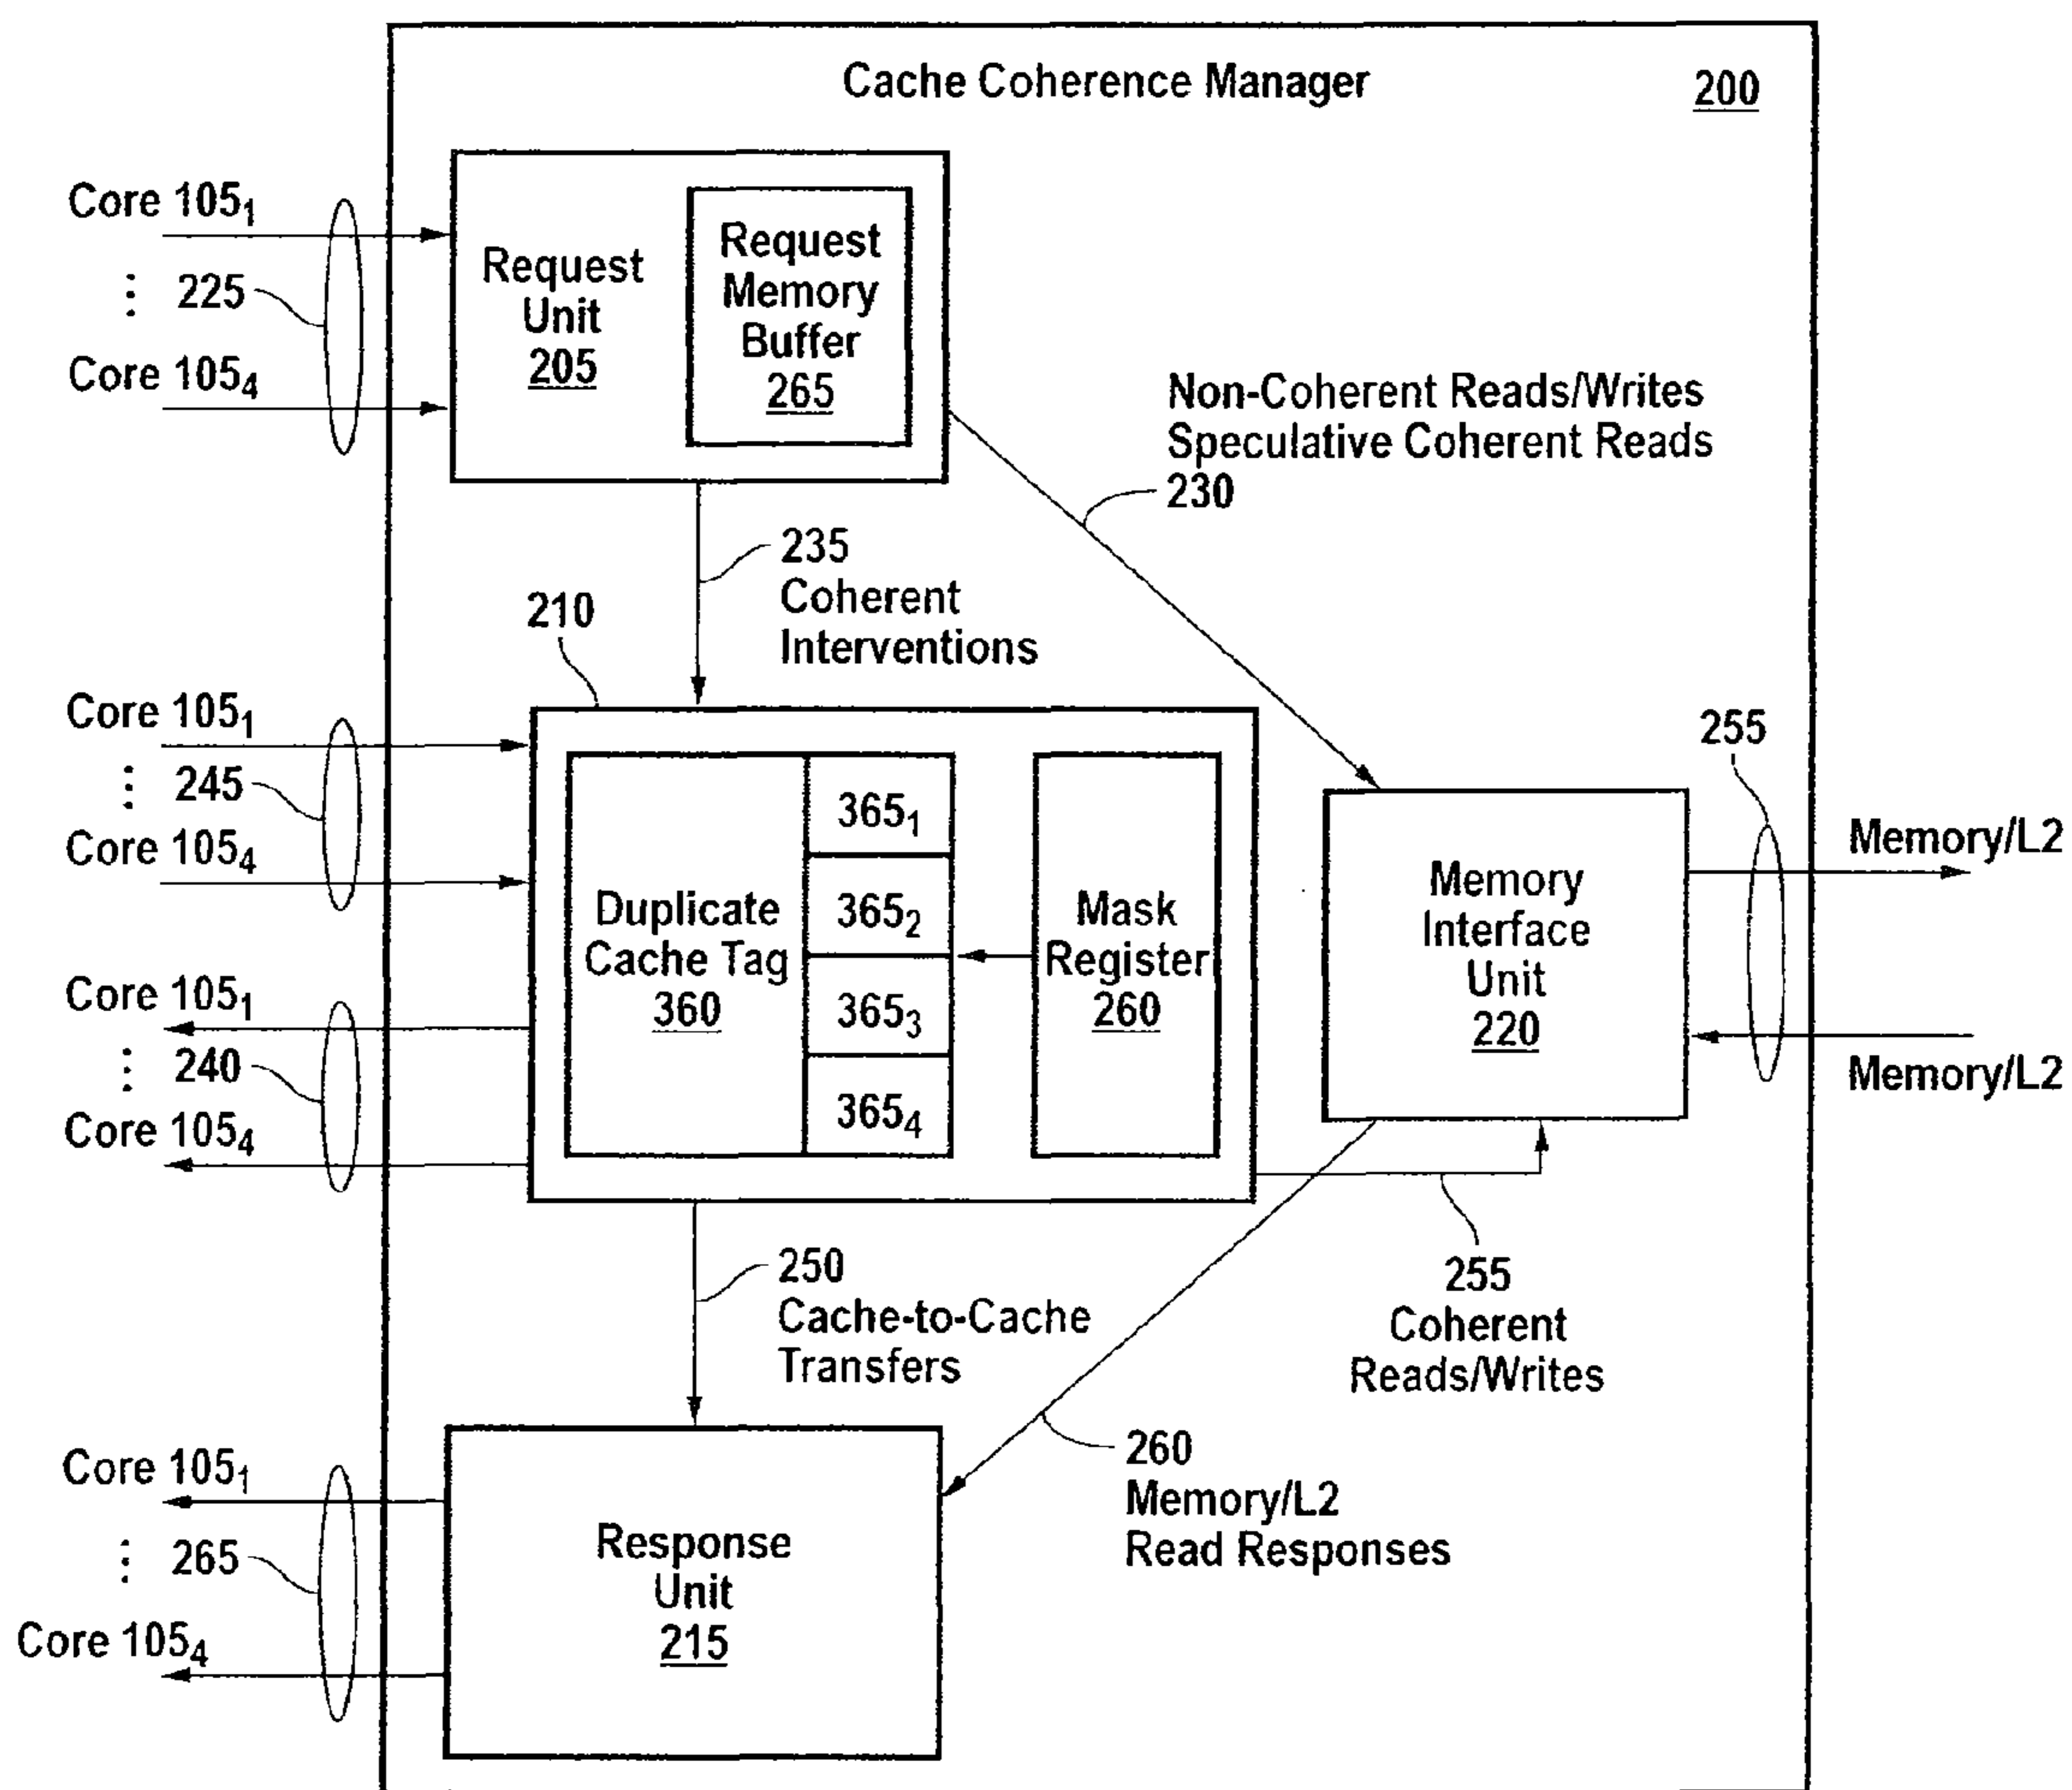 Cache Coherence Manager
200
Core 105₁
⋮ 225
Core 105₄
Request
Unit
205
Request
Memory
Buffer
265
Non-Coherent Reads/Writes
Speculative Coherent Reads
230
235
Coherent
Interventions
210
Core 105₁
⋮ 245
Core 105₄
Core 105₁
⋮ 240
Core 105₄
Duplicate
Cache Tag
360
365₁
365₂
365₃
365₄
Mask
Register
260
Memory
Interface
Unit
220
255
Memory/L2
Memory/L2
250
Cache-to-Cache
Transfers
255
Coherent
Reads/Writes
260
Memory/L2
Read Responses
Core 105₁
⋮ 265
Core 105₄
Response
Unit
215